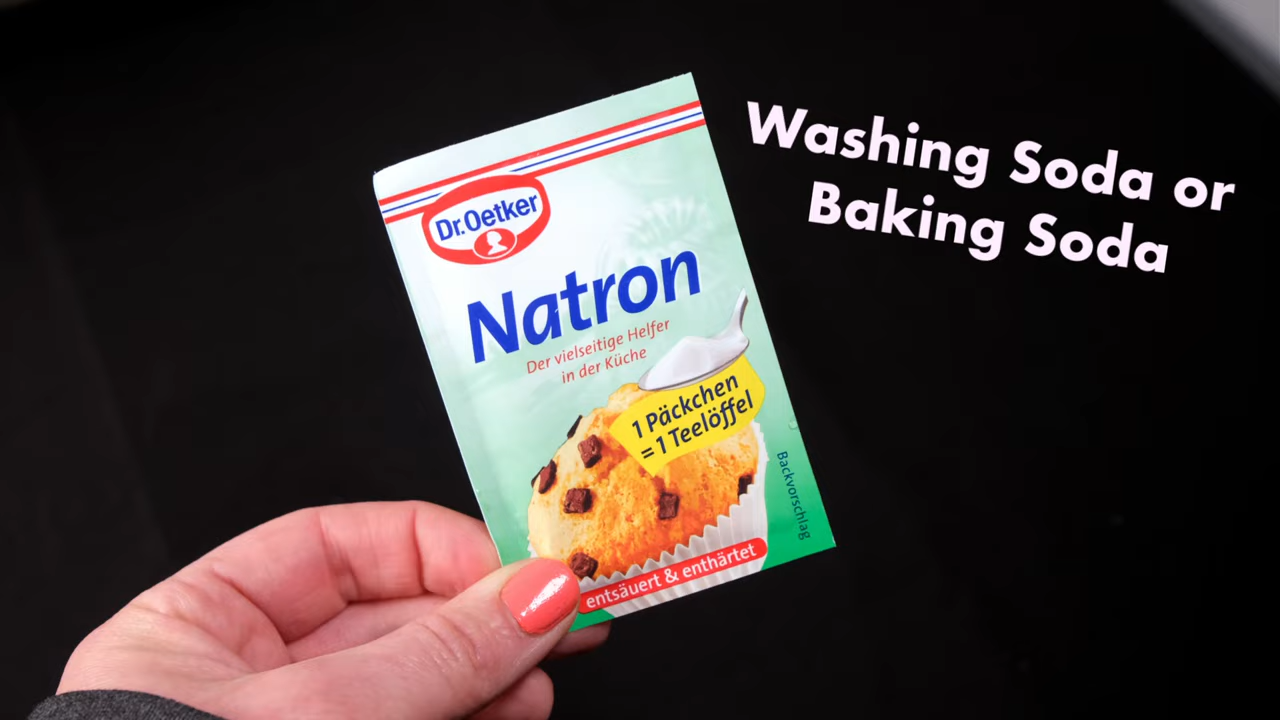 Washing Soda or
Baking Soda
Dr.Oetker
Natron
Der vielseitige Helfer
in der Küche
1 Päckchen
= 1 Teelöffel
Backvorschlag
entsäuert & enthärtet